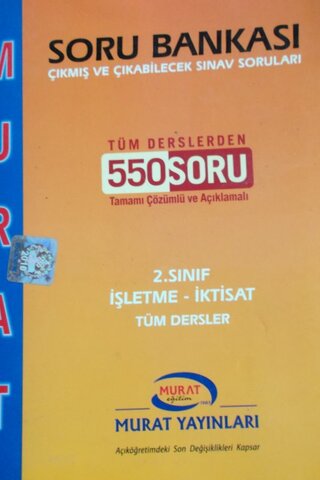 SORU BANKASI
ÇIKMIŞ VE ÇIKABİLECEK SINAV SORULARI
TÜM DERSLERDEN
550SORU
Tamamı Çözümlü ve Açıklamalı
2.SINIF
İŞLETME - İKTİSAT
TÜM DERSLER
MURAT
eğitim
MURAT YAYINLARI
Açıköğretimdeki Son Değişiklikleri Kapsar
MURAT